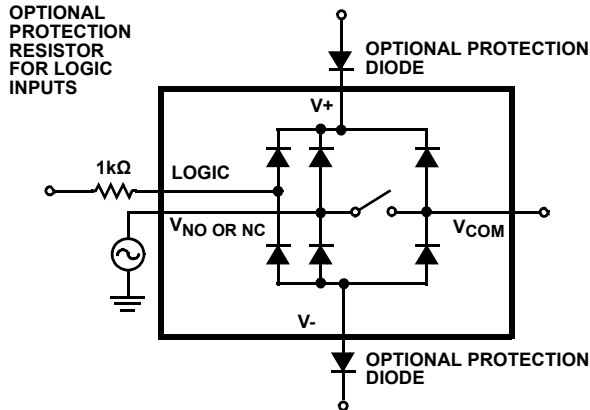 OPTIONAL
PROTECTION
RESISTOR
FOR LOGIC
INPUTS
OPTIONAL PROTECTION
DIODE
V+
1kΩ
LOGIC
VNO OR NC
VCOM
V-
OPTIONAL PROTECTION
DIODE